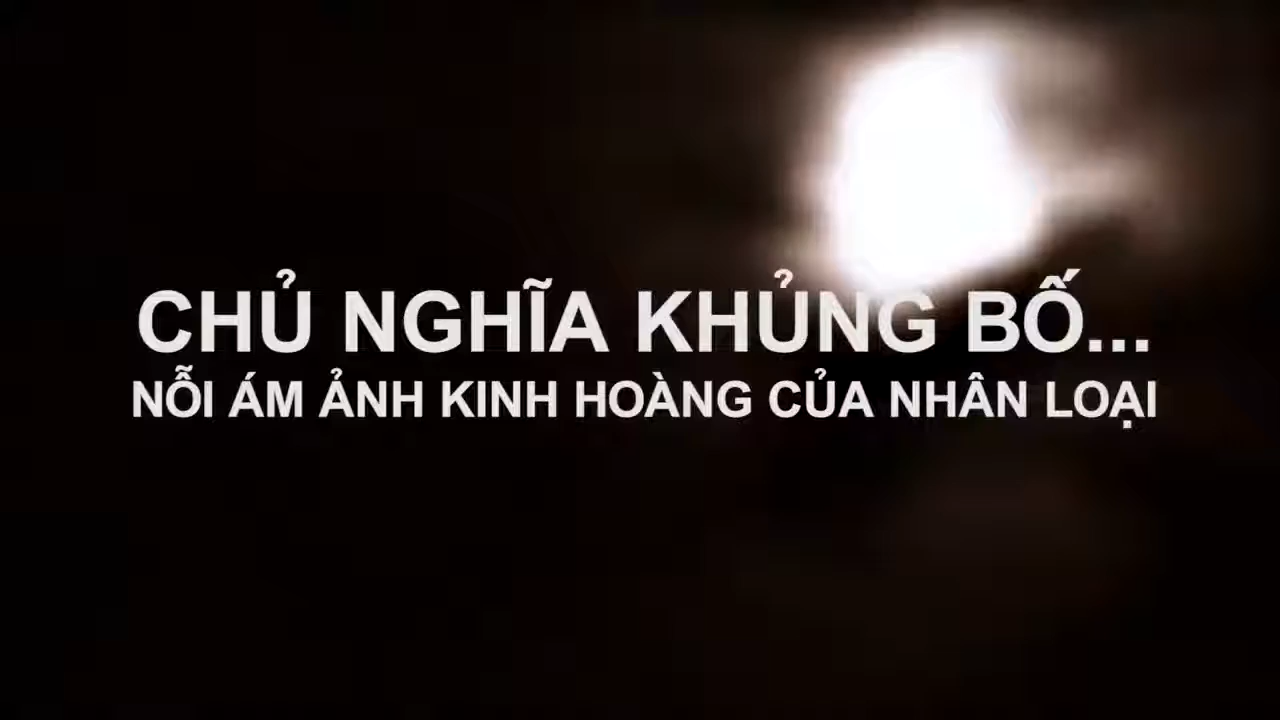 CHỦ NGHĨA KHỦNG BỐ...
NỖI ÁM ẢNH KINH HOÀNG CỦA NHÂN LOẠI